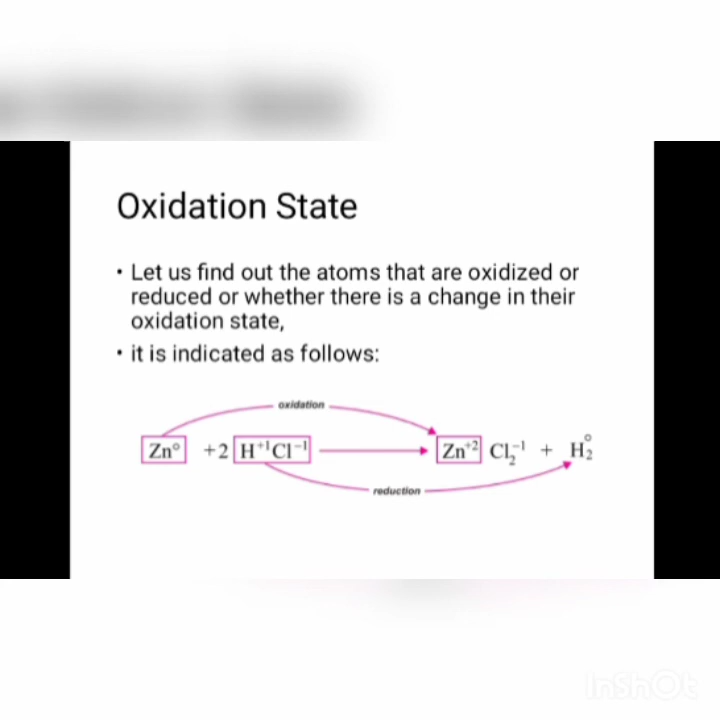 Oxidation State
• Let us find out the atoms that are oxidized or
reduced or whether there is a change in their
oxidation state,
• it is indicated as follows:
oxidation
Zn° +2 H⁺¹Cl⁻¹ → Zn⁺² Cl₂⁻¹ + H₂°
reduction
InShOt